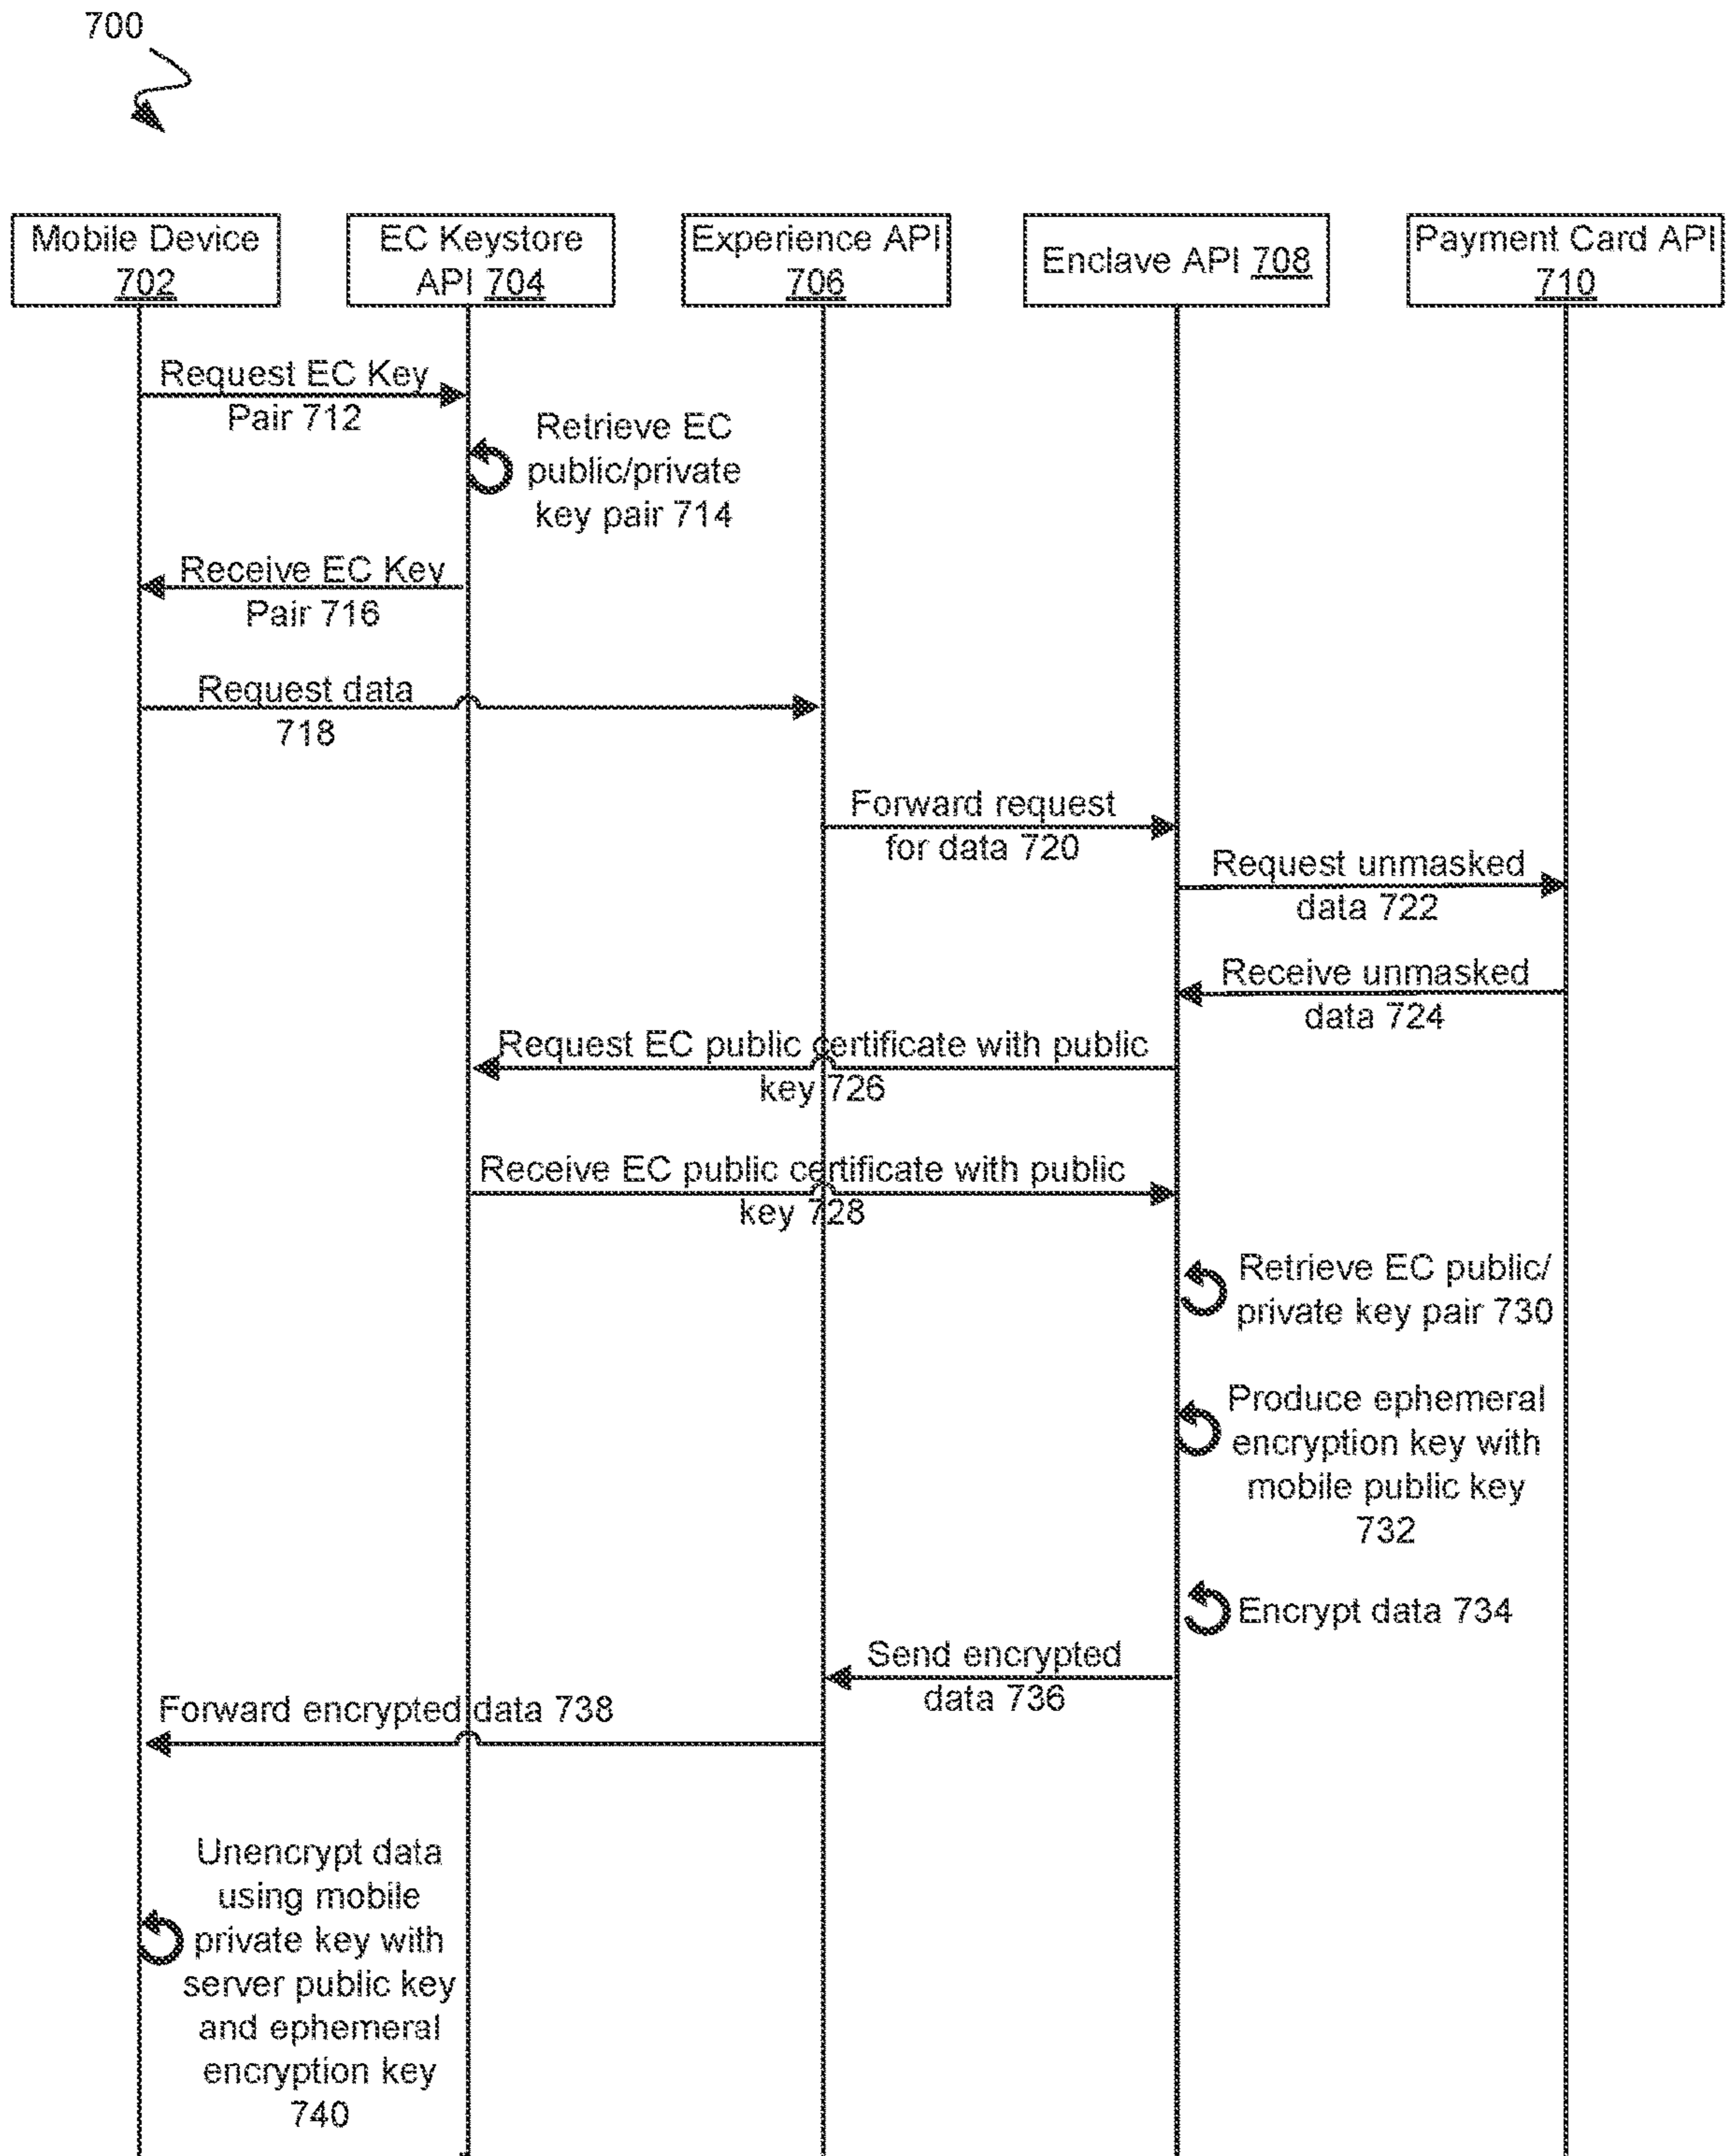 700
Mobile Device
702
EC Keystore
API 704
Experience API
706
Enclave API 708
Payment Card API
710
Request EC Key
Pair 712
Retrieve EC
public/private
key pair 714
Receive EC Key
Pair 716
Request data
718
Forward request
for data 720
Request unmasked
data 722
Receive unmasked
data 724
Request EC public certificate with public
key 726
Receive EC public certificate with public
key 728
Retrieve EC public/
private key pair 730
Produce ephemeral
encryption key with
mobile public key
732
Encrypt data 734
Send encrypted
data 736
Forward encrypted data 738
Unencrypt data
using mobile
private key with
server public key
and ephemeral
encryption key
740